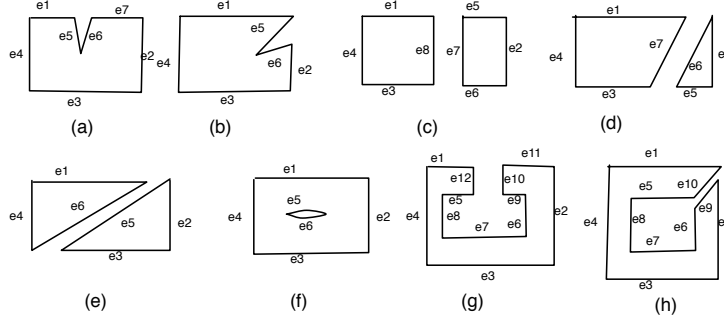 e1 e7
e5 e6
e4 e2
e3
(a)
e1
e5
e6
e4 e2
e3
(b)
e1
e4 e8
e3
e5
e7 e2
e6
(c)
e1
e4 e7
e6
e3 e5
e
(d)
e1
e4 e6
e5 e2
e3
(e)
e1
e5
e4 e2
e6
e3
(f)
e1 e11
e12 e10
e5 e9
e4 e8 e6 e2
e7
e3
(g)
e1
e5 e10
e9
e4 e8 e6 e
e7
e3
(h)